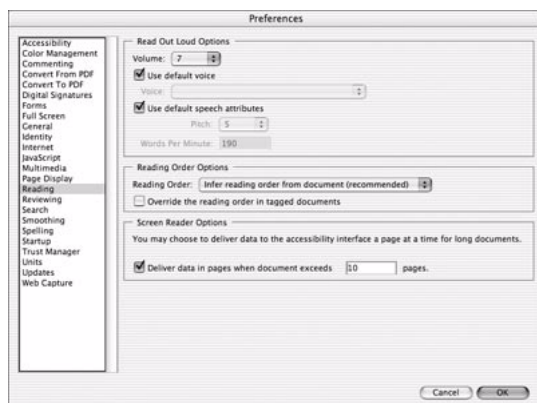 Preferences
Accessibility
Color Management
Commenting
Convert From PDF
Convert To PDF
Digital Signatures
Forms
Full Screen
General
Identity
Internet
JavaScript
Multimedia
Page Display
Reading
Reviewing
Search
Smoothing
Spelling
Startup
Trust Manager
Units
Updates
Web Capture
Read Out Loud Options
Volume: 7
Use default voice
Voice:
Use default speech attributes
Pitch: 5
Words Per Minute: 190
Reading Order Options
Reading Order: Infer reading order from document (recommended)
Override the reading order in tagged documents
Screen Reader Options
You may choose to deliver data to the accessibility interface a page at a time for long documents.
Deliver data in pages when document exceeds 10 pages.
Cancel OK